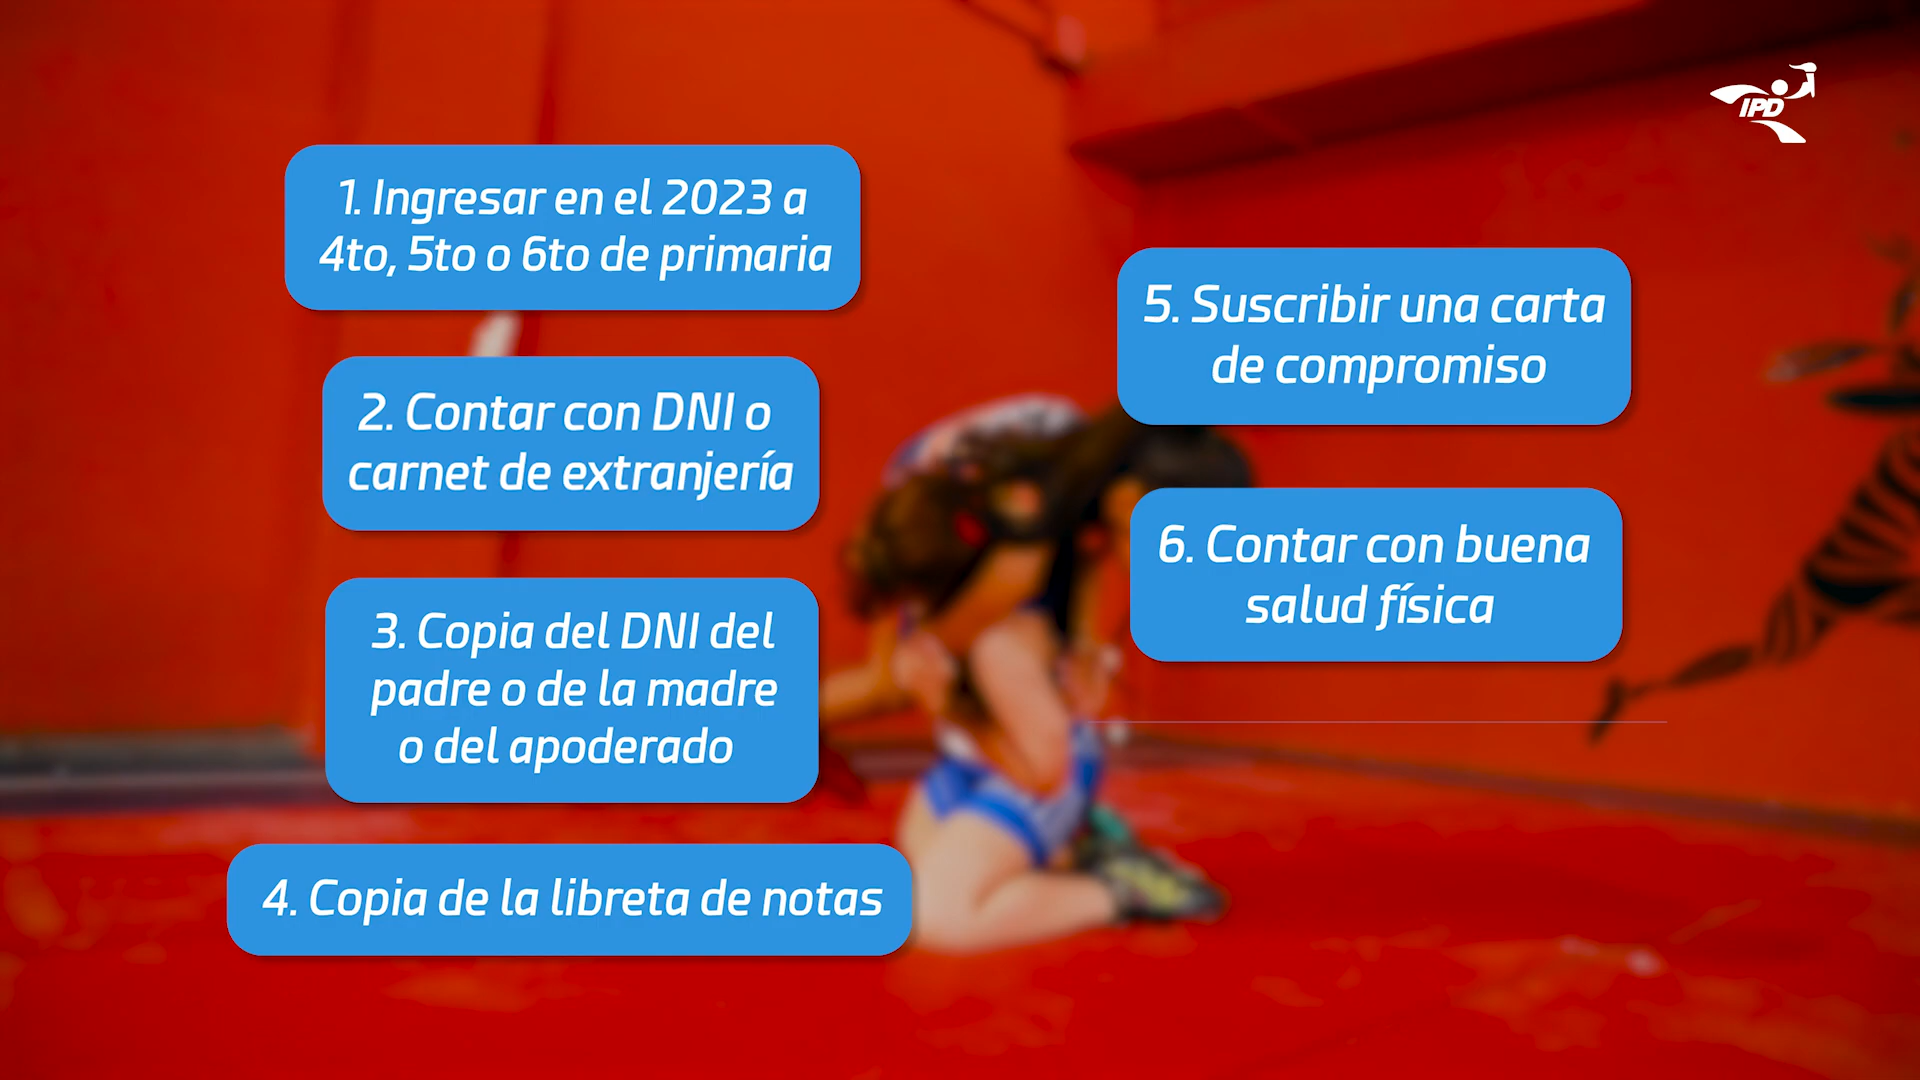 IPD
1. Ingresar en el 2023 a
4to, 5to o 6to de primaria
2. Contar con DNI o
carnet de extranjería
3. Copia del DNI del
padre o de la madre
o del apoderado
4. Copia de la libreta de notas
5. Suscribir una carta
de compromiso
6. Contar con buena
salud física